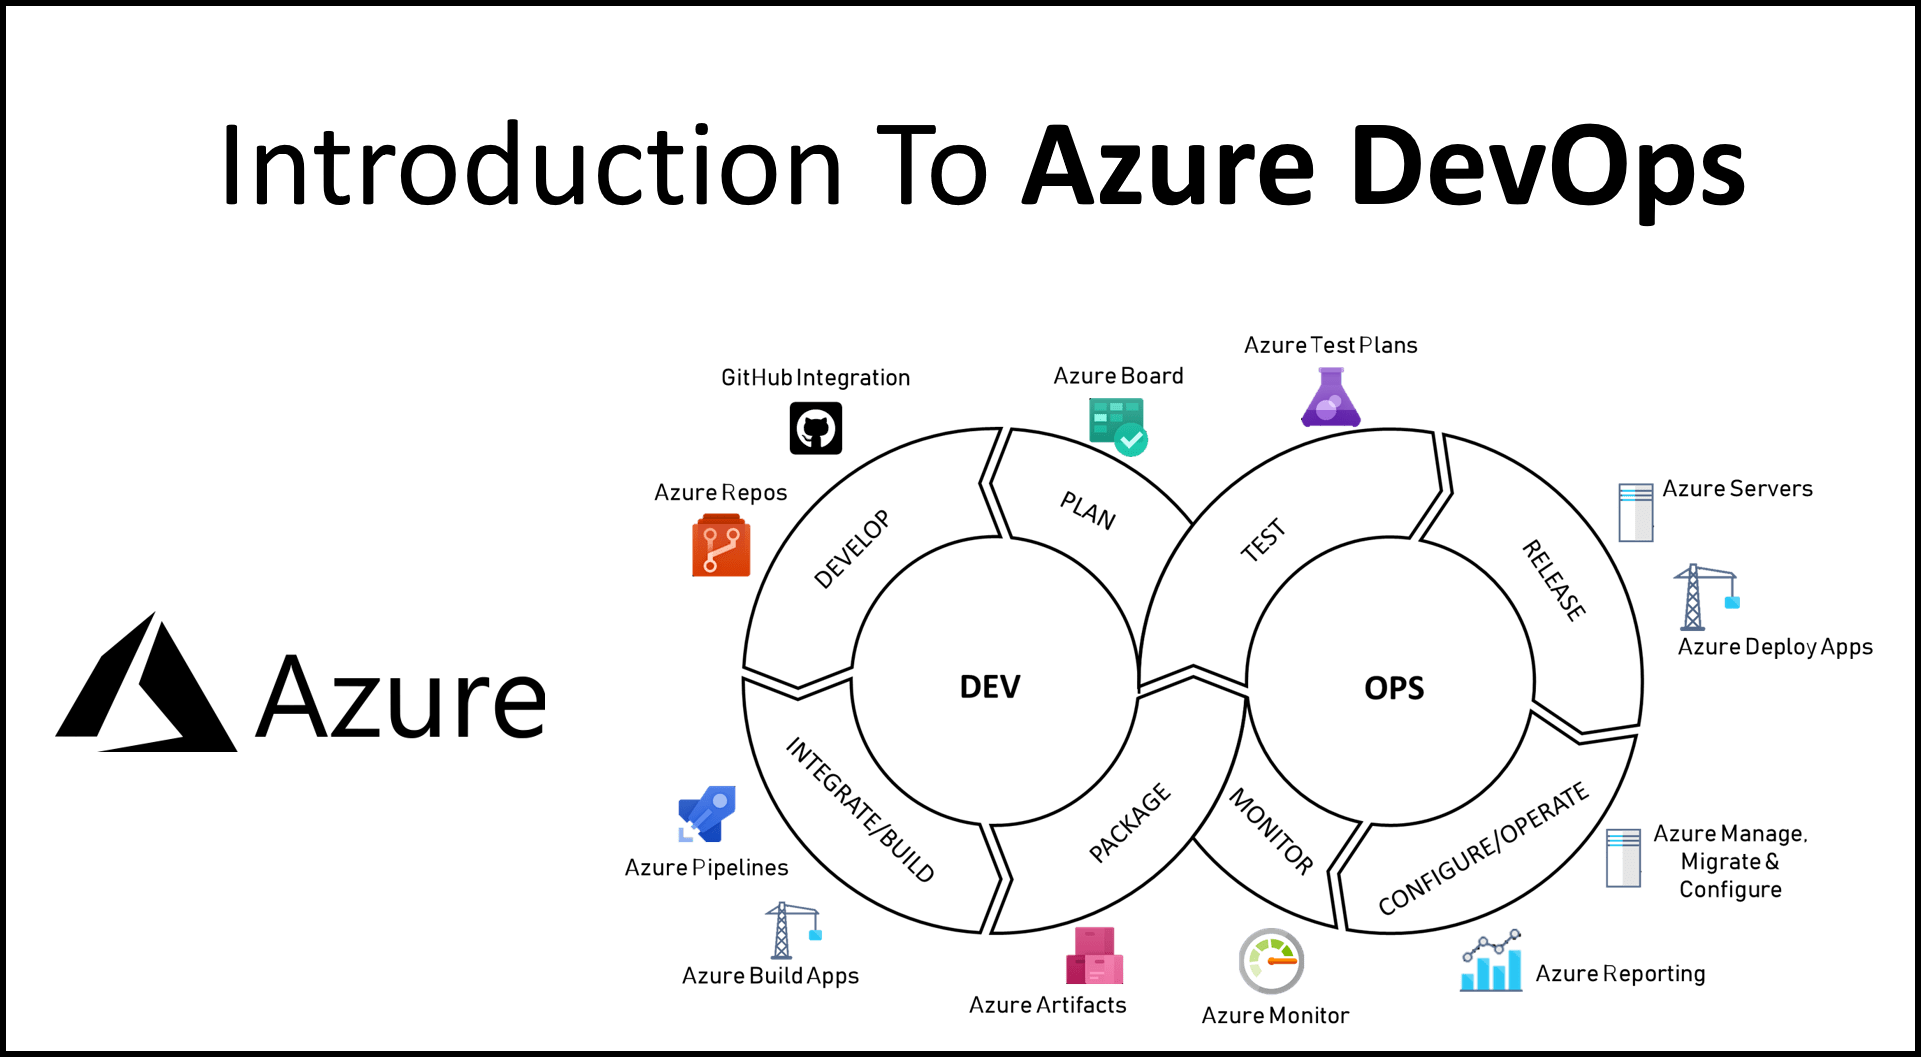 Introduction To Azure DevOps
Azure Test Plans
GitHub Integration
Azure Board
Azure Repos
Azure Servers
PLAN
DEVELOP
TEST
RELEASE
Azure Deploy Apps
Azure
DEV
OPS
INTEGRATE/BUILD
PACKAGE
MONITOR
CONFIGURE/OPERATE
Azure Pipelines
Azure Manage,
Migrate &
Configure
Azure Build Apps
Azure Artifacts
Azure Monitor
Azure Reporting